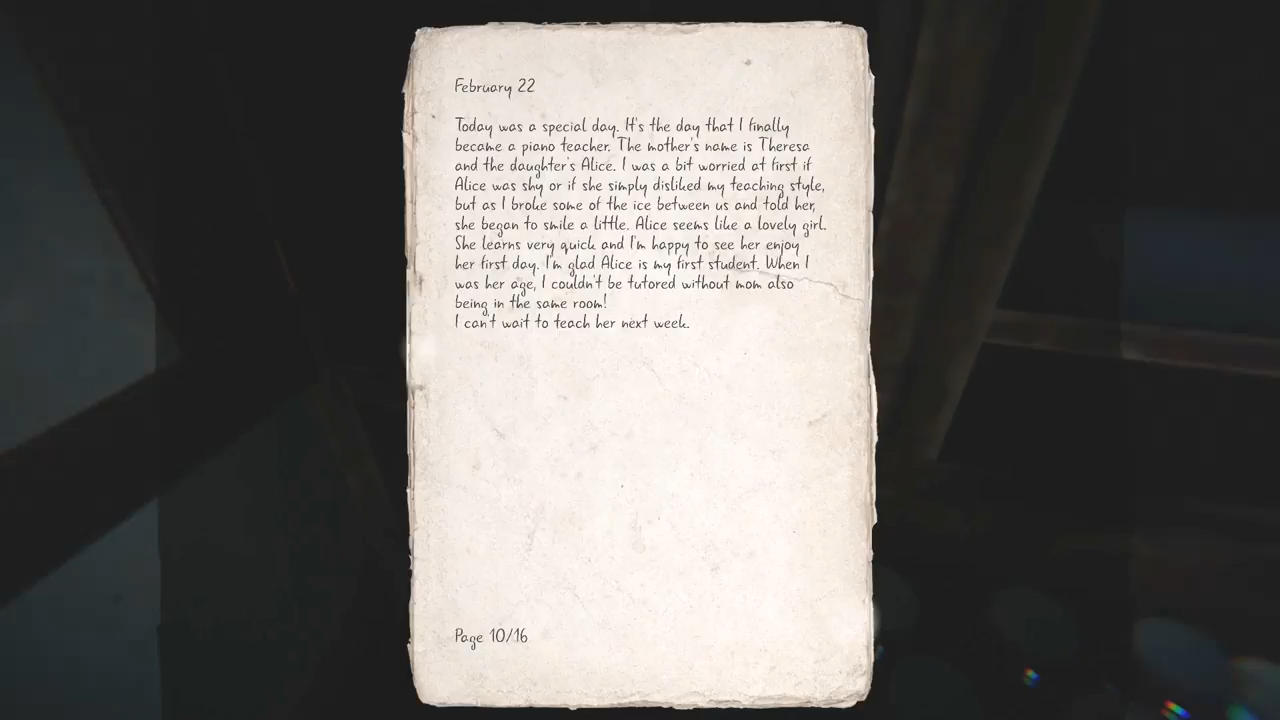 February 22
Today was a special day. It's the day that I finally
became a piano teacher. The mother's name is Theresa
and the daughter's Alice. I was a bit worried at first if
Alice was shy or if she simply disliked my teaching style,
but as I broke some of the ice between us and told her,
she began to smile a little. Alice seems like a lovely girl.
She learns very quick and I'm happy to see her enjoy
her first day. I'm glad Alice is my first student. When I
was her age, I couldn't be tutored without mom also
being in the same room!
I can't wait to teach her next week.
Page 10/16